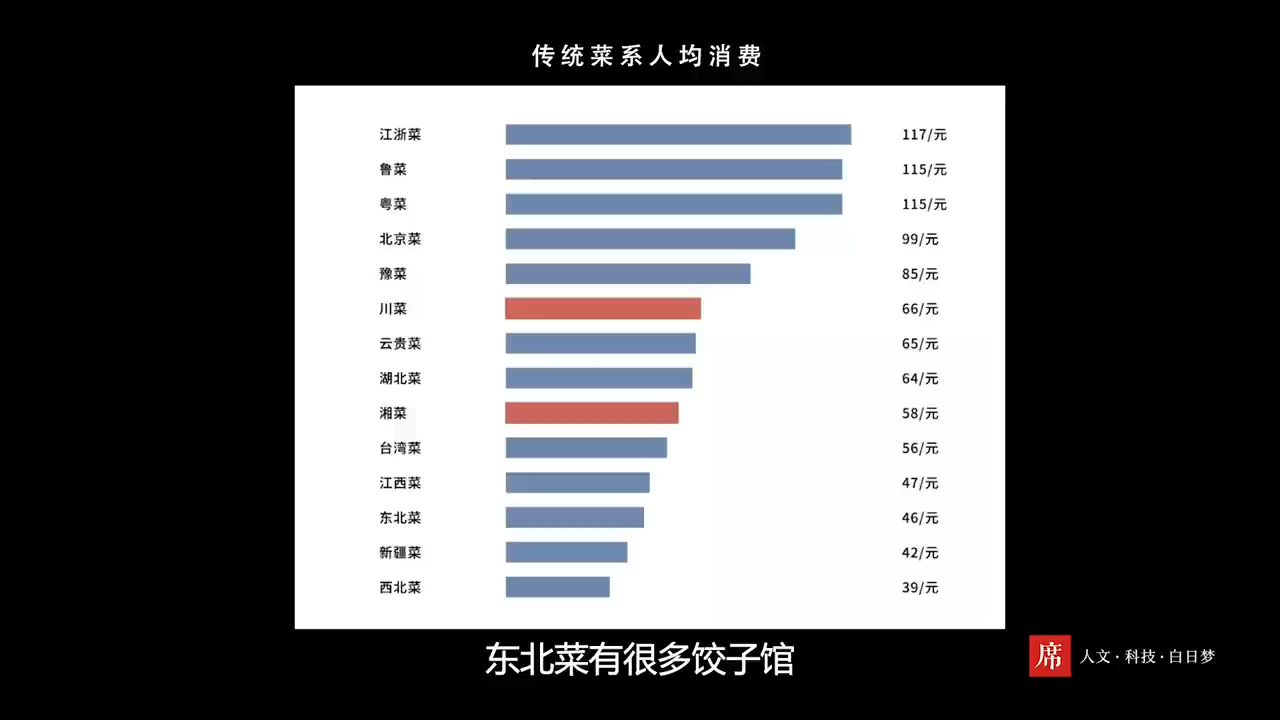 传统菜系人均消费
江浙菜 117/元
鲁菜 115/元
粤菜 115/元
北京菜 99/元
豫菜 85/元
川菜 66/元
云贵菜 65/元
湖北菜 64/元
湘菜 58/元
台湾菜 56/元
江西菜 47/元
东北菜 46/元
新疆菜 42/元
西北菜 39/元
东北菜有很多饺子馆
席 人文·科技·白日梦